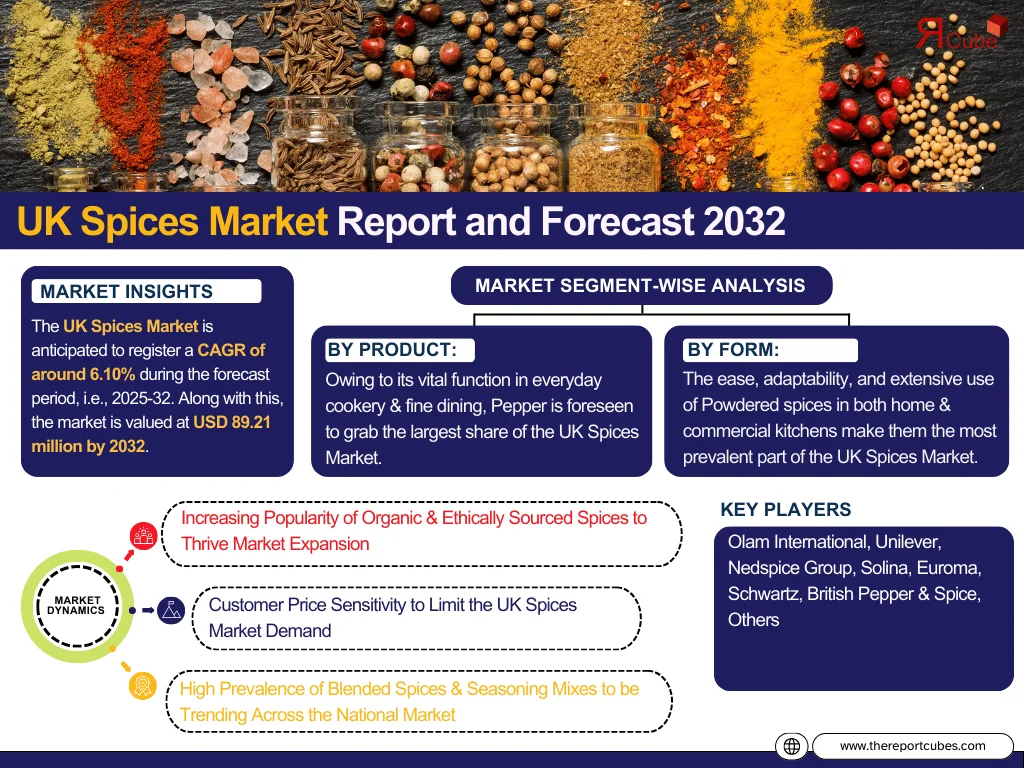 Cube
UK Spices Market Report and Forecast 2032
MARKET INSIGHTS
The UK Spices Market is
anticipated to register a CAGR of
around 6.10% during the forecast
period, i.e., 2025-32. Along with this,
the market is valued at USD 89.21
million by 2032.
MARKET SEGMENT-WISE ANALYSIS
BY PRODUCT:
Owing to its vital function in everyday
cookery & fine dining, Pepper is foreseen
to grab the largest share of the UK Spices
Market.
BY FORM:
The ease, adaptability, and extensive use
of Powdered spices in both home &
commercial kitchens make them the most
prevalent part of the UK Spices Market.
MARKET
DYNAMICS
Increasing Popularity of Organic & Ethically Sourced Spices to
Thrive Market Expansion
Customer Price Sensitivity to Limit the UK Spices
Market Demand
High Prevalence of Blended Spices & Seasoning Mixes to be
Trending Across the National Market
KEY PLAYERS
Olam International, Unilever,
Nedspice Group, Solina, Euroma,
Schwartz, British Pepper & Spice,
Others
www.thereportcubes.com